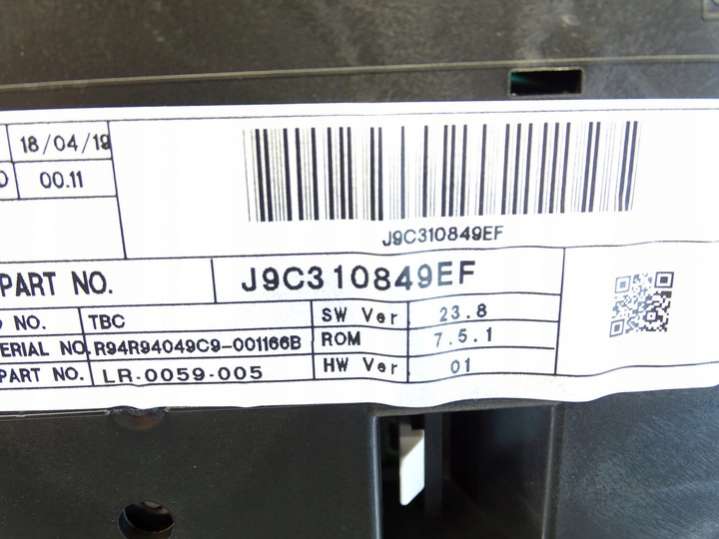 18/04/19
D 00.11
J9C310849EF
PART NO. J9C310849EF
NO. TBC SW Ver 23.8
ERIAL NO. R94R94049C9-001166B ROM 7.5.1
PART NO. LR-0059-005 HW Ver 01